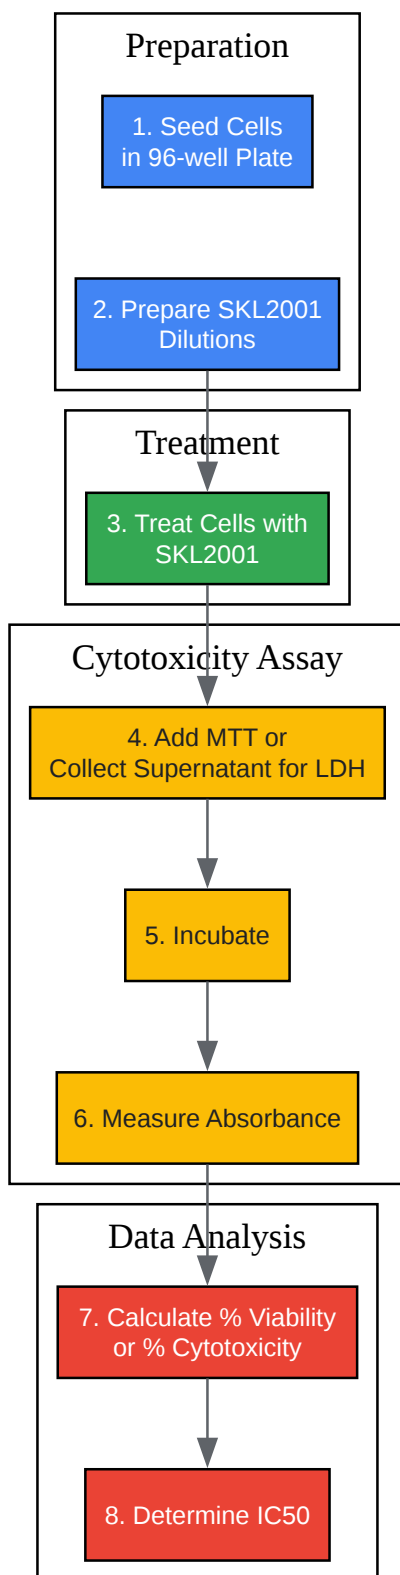 Preparation
1. Seed Cells
in 96-well Plate
2. Prepare SKL2001
Dilutions
Treatment
3. Treat Cells with
SKL2001
Cytotoxicity Assay
4. Add MTT or
Collect Supernatant for LDH
5. Incubate
6. Measure Absorbance
Data Analysis
7. Calculate % Viability
or % Cytotoxicity
8. Determine IC50